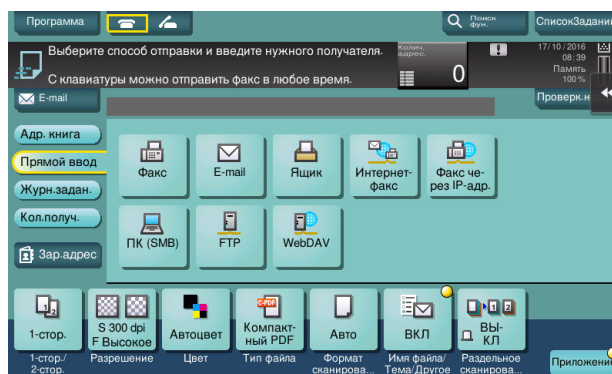 Программа
Поиск
фун.
СписокЗадани
Выберите способ отправки и введите нужного получателя.
С клавиатуры можно отправить факс в любое время.
Колич.
адрес.
0
17/10/2016
08:39
Память
100%
E-mail
Проверк.н
Адр. книга
Прямой ввод
Журн.задан.
Кол.получ.
Зар.адрес
Факс
E-mail
Ящик
Интернет-
факс
Факс че-
рез IP-адр.
ПК (SMB)
FTP
WebDAV
1-стор.
S 300 dpi
F Высокое
Автоцвет
C-PDF
Компакт-
ный PDF
Авто
ВКЛ
ВЫ-
КЛ
1-стор./
2-стор.
Разрешение
Цвет
Тип файла
Формат
сканирова...
Имя файла/
Тема/Другое
Раздельное
сканирова...
Приложени